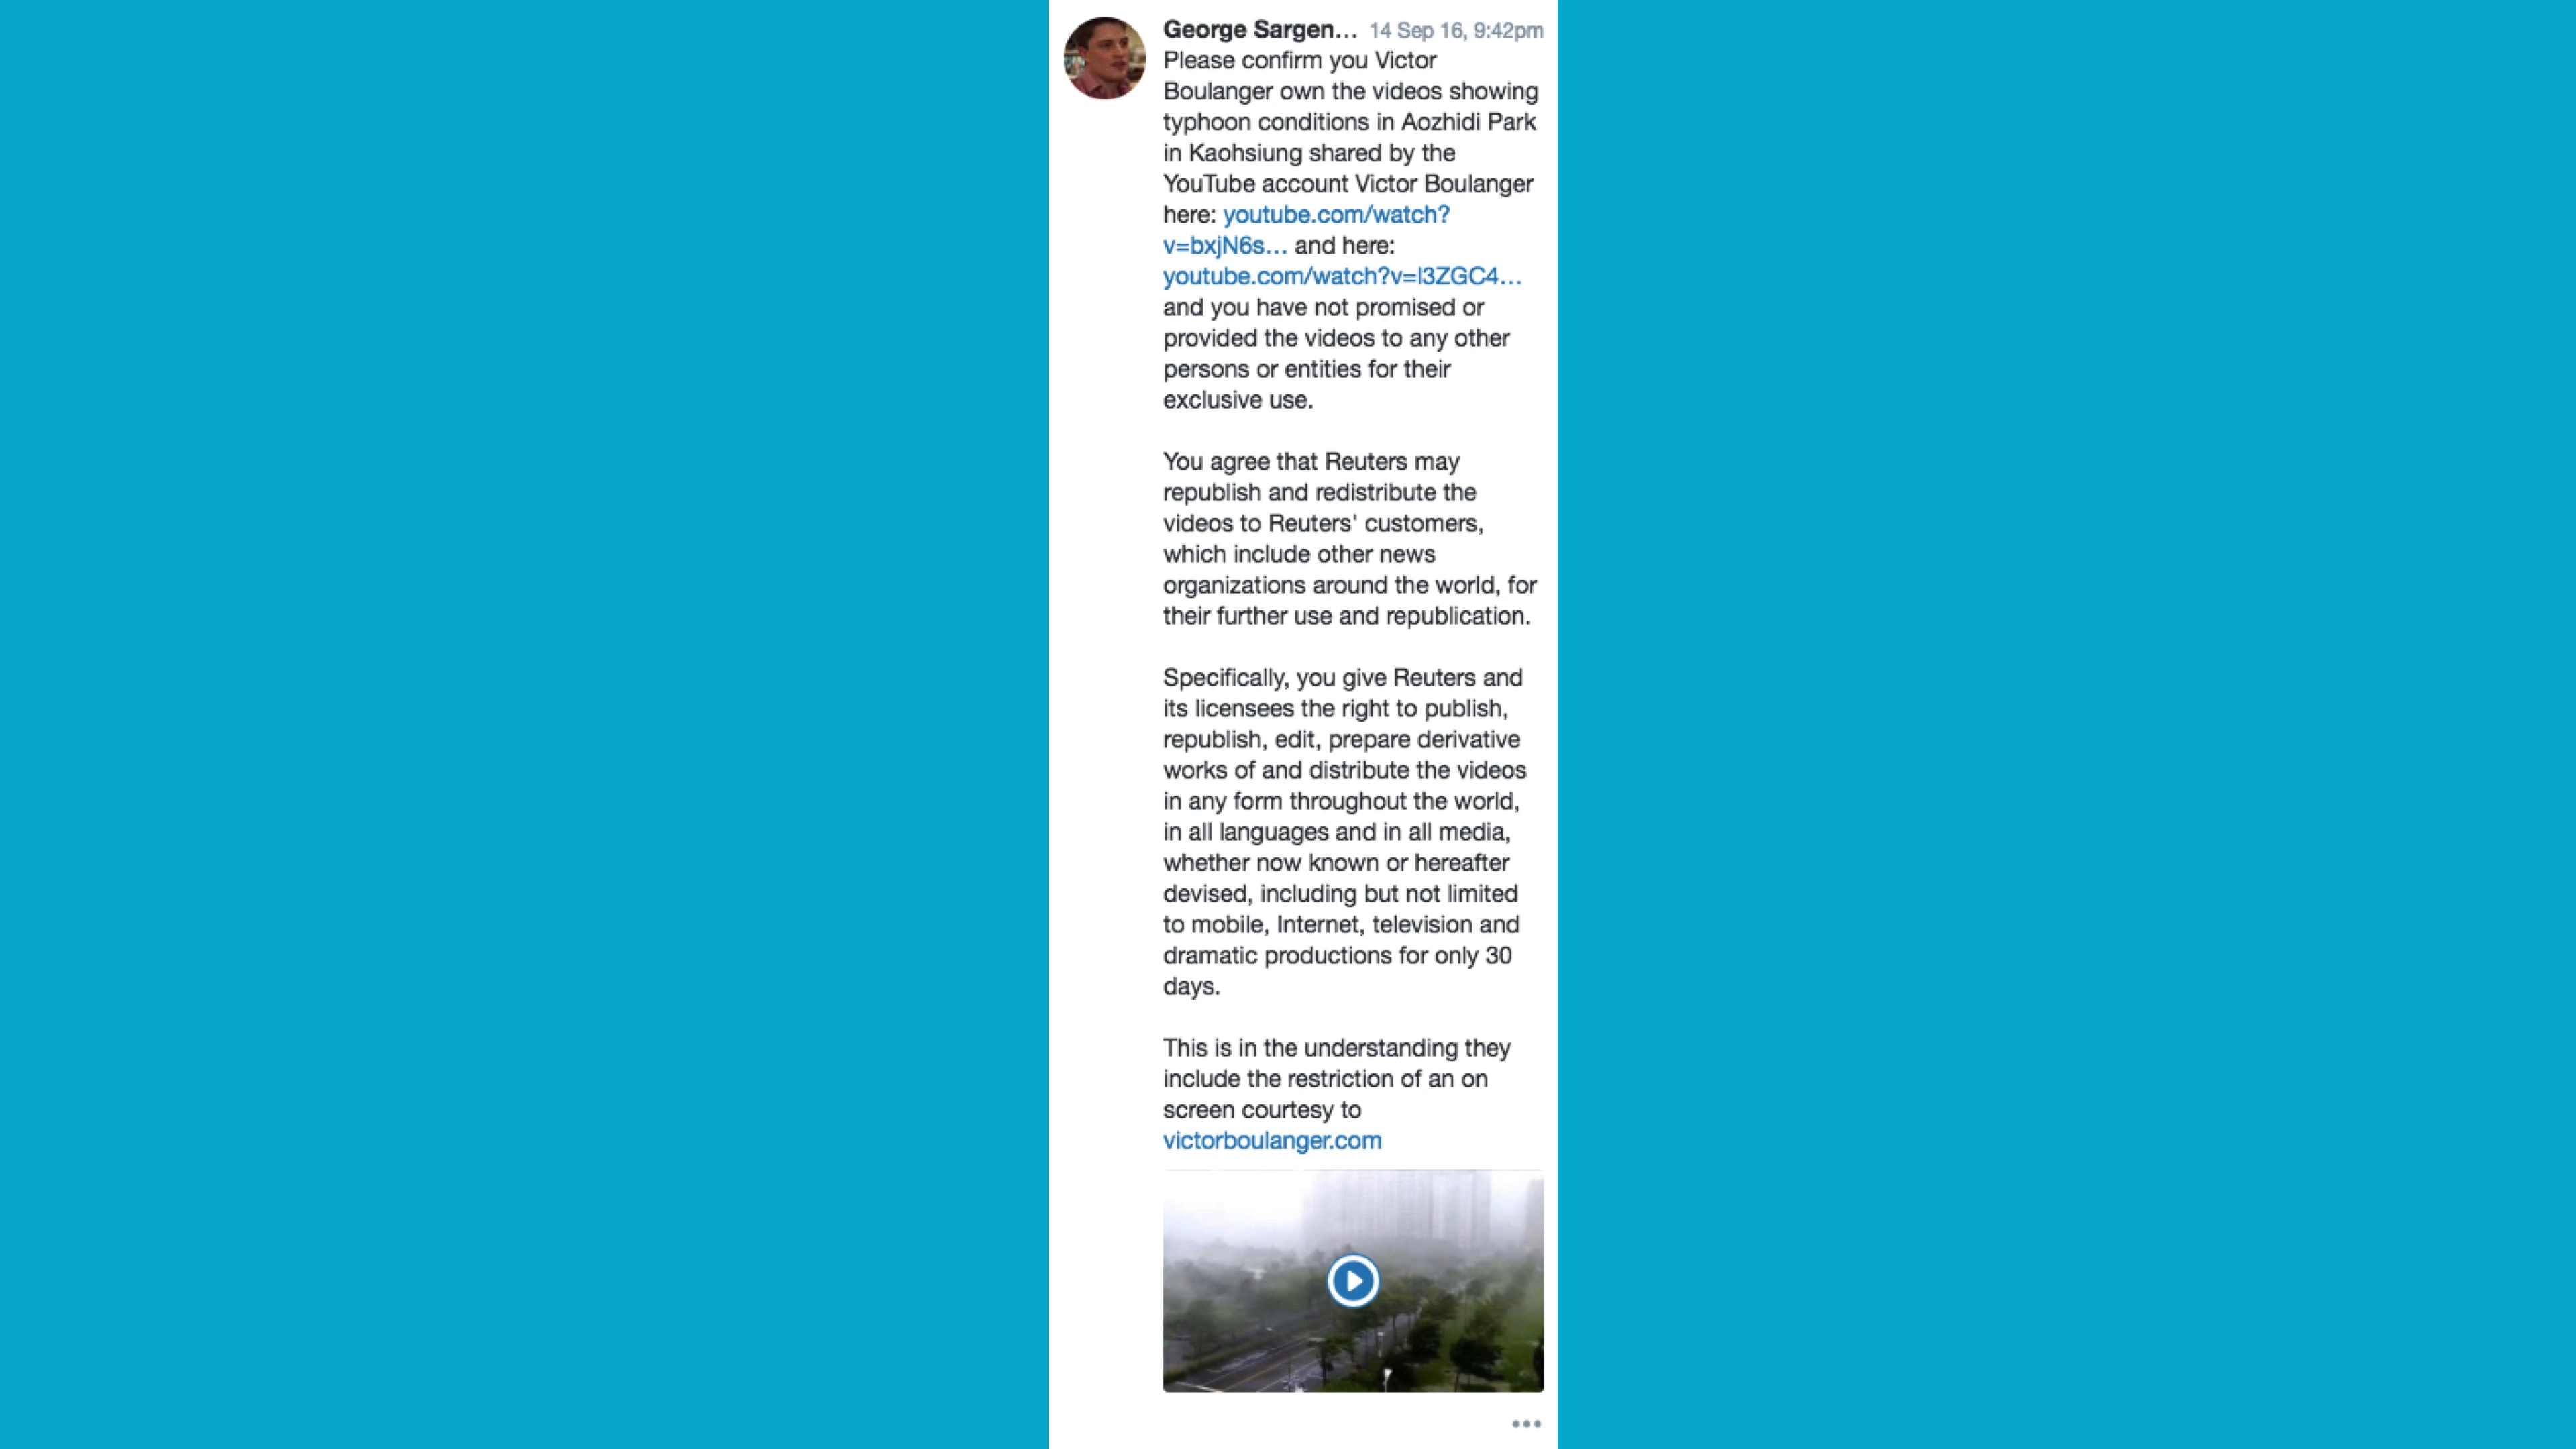 George Sargen... 14 Sep 16, 9:42pm
Please confirm you Victor
Boulanger own the videos showing
typhoon conditions in Aozhidi Park
in Kaohsiung shared by the
YouTube account Victor Boulanger
here: youtube.com/watch?
v=bxjN6s... and here:
youtube.com/watch?v=l3ZGC4...
and you have not promised or
provided the videos to any other
persons or entities for their
exclusive use.
You agree that Reuters may
republish and redistribute the
videos to Reuters' customers,
which include other news
organizations around the world, for
their further use and republication.
Specifically, you give Reuters and
its licensees the right to publish,
republish, edit, prepare derivative
works of and distribute the videos
in any form throughout the world,
in all languages and in all media,
whether now known or hereafter
devised, including but not limited
to mobile, Internet, television and
dramatic productions for only 30
days.
This is in the understanding they
include the restriction of an on
screen courtesy to
victorboulanger.com